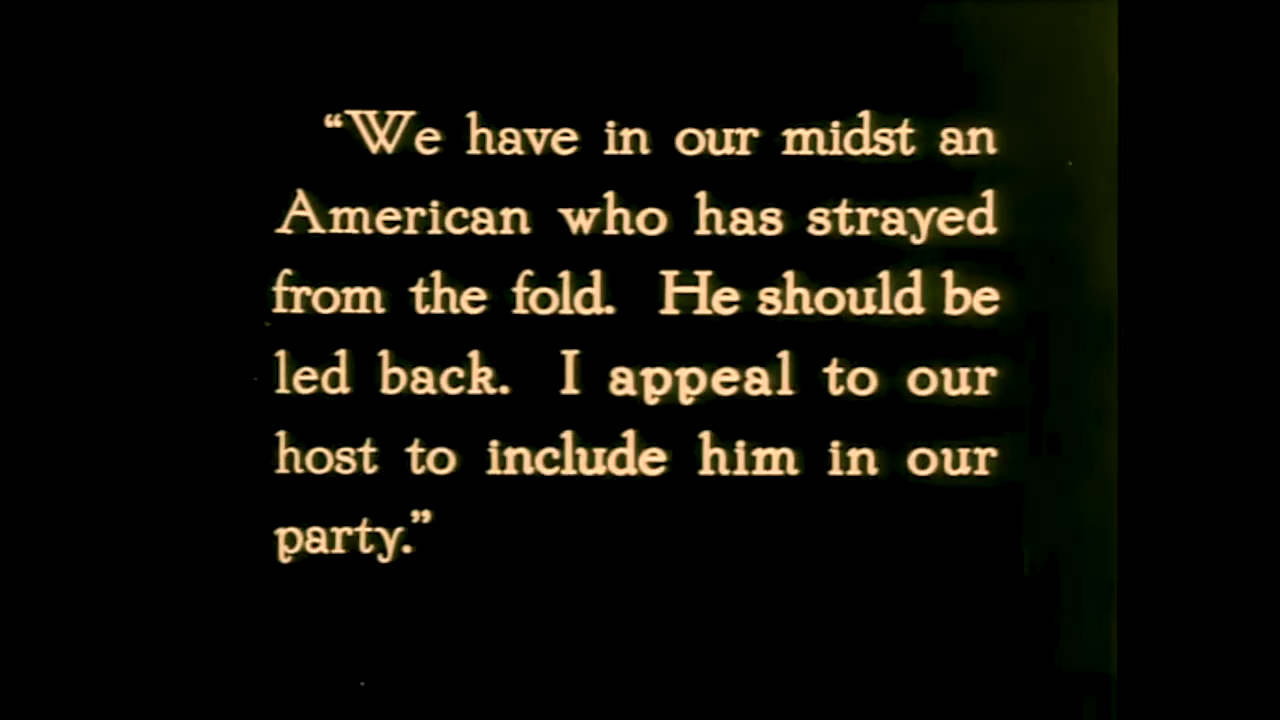 “We have in our midst an
American who has strayed
from the fold. He should be
led back. I appeal to our
host to include him in our
party.”